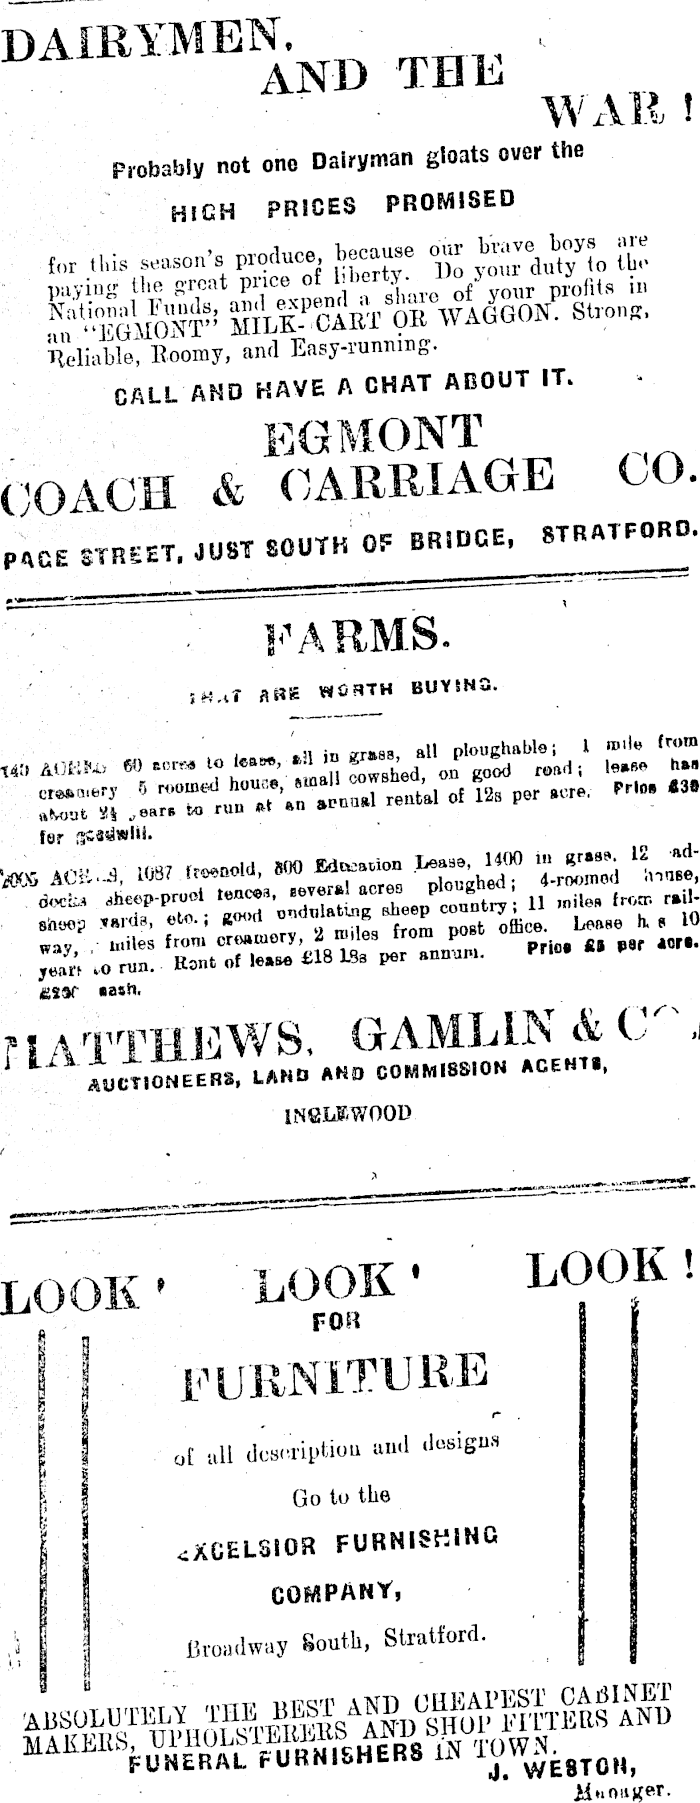 DAIRYMEN,
AND THE
WAR!
Probably not one Dairyman gloats over the
HIGH PRICES PROMISED
for this season's produce, because our brave boys are
paying the great price of liberty. Do your duty to the
National Funds, and expend a share of your profits in
an "EGMONT" MILK- CART OR WAGGON. Strong,
Reliable, Roomy, and Easy-running.
CALL AND HAVE A CHAT ABOUT IT.
EGMONT
COACH & CARRIAGE CO.
PAGE STREET, JUST SOUTH OF BRIDGE, STRATFORD.
FARMS.
THAT ARE WORTH BUYING.
ACRES 60 acres to lease, all in grass, all ploughable; 1 mile from
creamery 5 roomed house, small cowshed, on good road; lease has
about years to run at an annual rental of 12s per acre. Price
for goodwill.
ACRES, 1087 freehold, 800 Education Lease, 1400 in grass, 12 pad-
docks sheep-proof fences, several acres ploughed; 4-roomed house,
sheep yards, etc.; good undulating sheep country; 11 miles from rail-
way, miles from creamery, 2 miles from post office. Lease has 10
years to run. Rent of lease £18 18s per annum. Price £5 per acre.
cash.
MATTHEWS, GAMLIN & CO.,
AUCTIONEERS, LAND AND COMMISSION AGENTS,
INGLEWOOD
LOOK! LOOK! LOOK!
FOR
FURNITURE
of all description and designs
Go to the
EXCELSIOR FURNISHING
COMPANY,
Broadway South, Stratford.
ABSOLUTELY THE BEST AND CHEAPEST CABINET
MAKERS, UPHOLSTERERS AND SHOP FITTERS AND
FUNERAL FURNISHERS IN TOWN.
J. WESTON,
Manager.